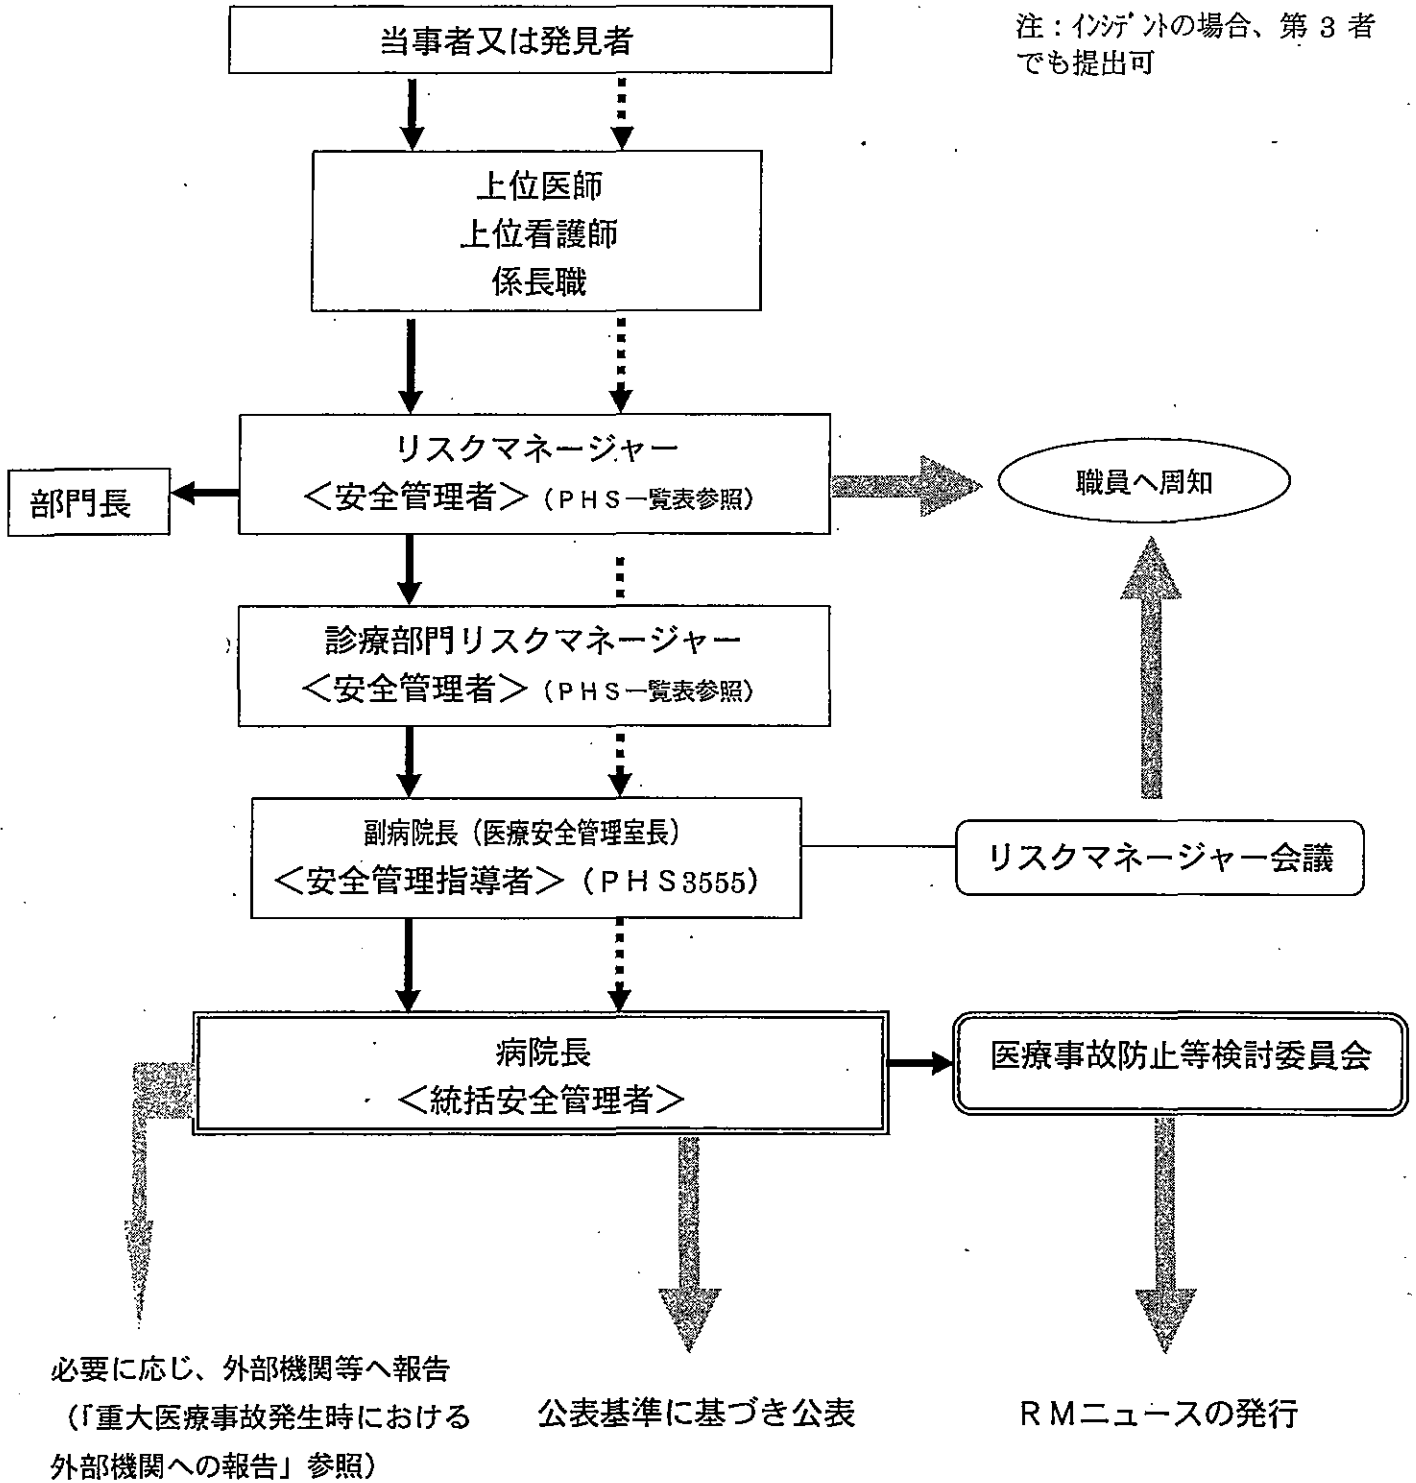 当事者又は発見者
注：ｲﾝｼﾃﾞﾝﾄの場合、第 3 者
でも提出可
上位医師
上位看護師
係長職
リスクマネージャー
＜安全管理者＞（ＰＨＳ一覧表参照）
部門長
職員へ周知
診療部門リスクマネージャー
＜安全管理者＞（ＰＨＳ一覧表参照）
副病院長（医療安全管理室長）
＜安全管理指導者＞（ＰＨＳ3555）
リスクマネージャー会議
病院長
＜統括安全管理者＞
医療事故防止等検討委員会
必要に応じ、外部機関等へ報告
（「重大医療事故発生時における
外部機関への報告」参照）
公表基準に基づき公表
ＲＭニュースの発行